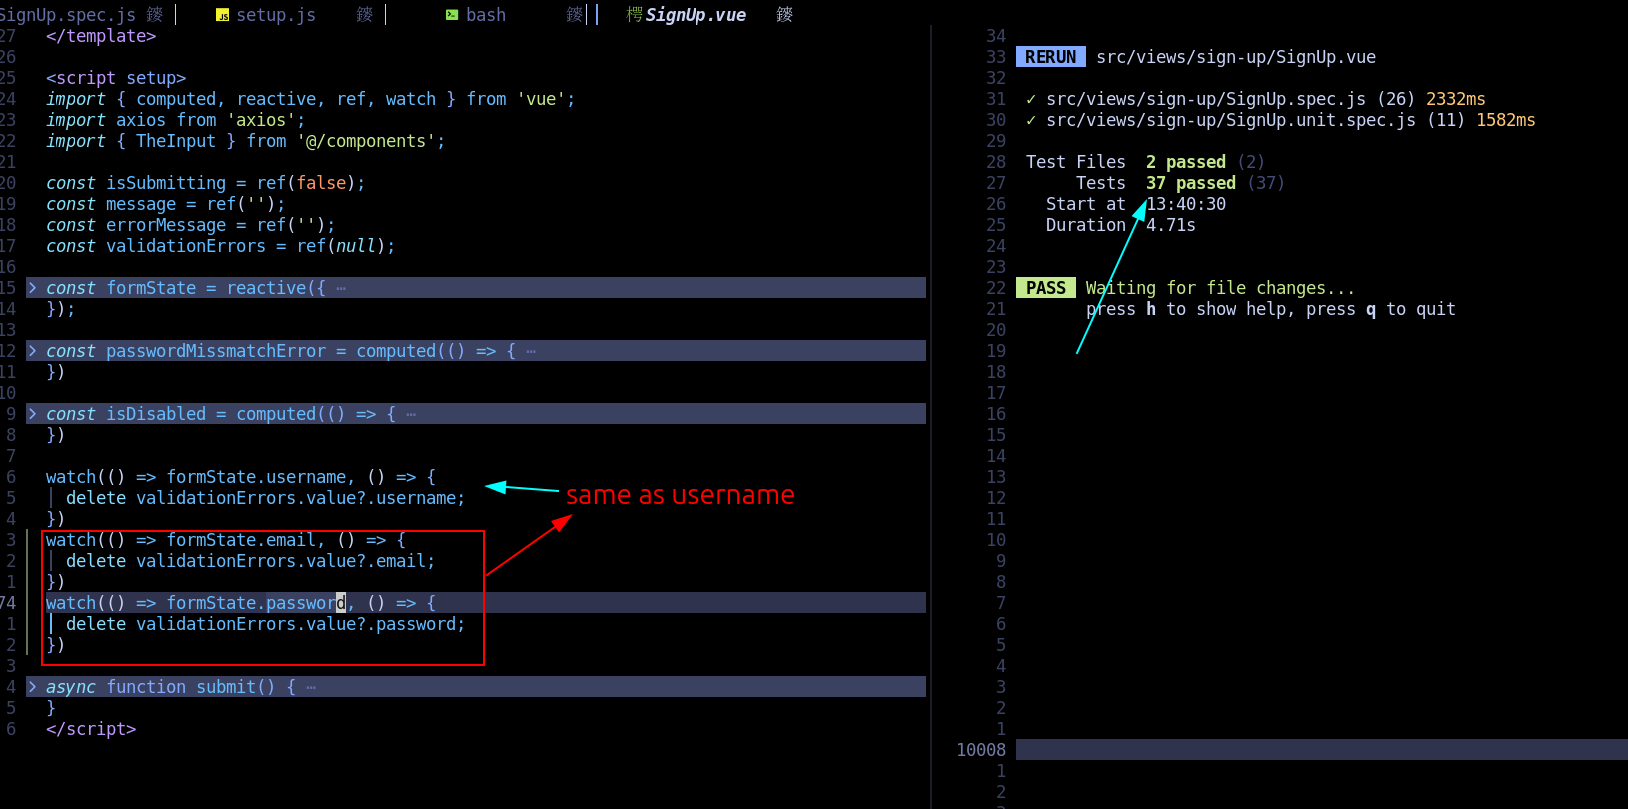 SignUp.spec.js 鎫 setup.js 鎫 bash 鎫 SignUp.vue 鎫
27 </template>
26
25 <script setup>
24 import { computed, reactive, ref, watch } from 'vue';
23 import axios from 'axios';
22 import { TheInput } from '@/components';
21
20 const isSubmitting = ref(false);
19 const message = ref('');
18 const errorMessage = ref('');
17 const validationErrors = ref(null);
16
15 const formState = reactive({ ⋯
14 });
13
12 const passwordMissmatchError = computed(() => { ⋯
11 })
10
9 const isDisabled = computed(() => { ⋯
8 })
7
6 watch(() => formState.username, () => {
5 delete validationErrors.value?.username;
4 })
3 watch(() => formState.email, () => {
2 delete validationErrors.value?.email;
1 })
74 watch(() => formState.password, () => {
1 delete validationErrors.value?.password;
2 })
3
4 async function submit() { ⋯
5 }
6 </script>
same as username
34
33 RERUN src/views/sign-up/SignUp.vue
32
31 ✓ src/views/sign-up/SignUp.spec.js (26) 2332ms
30 ✓ src/views/sign-up/SignUp.unit.spec.js (11) 1582ms
29
28 Test Files 2 passed (2)
27 Tests 37 passed (37)
26 Start at 13:40:30
25 Duration 4.71s
24
23
22 PASS Waiting for file changes...
21 press h to show help, press q to quit
20
19
18
17
16
15
14
13
12
11
10
9
8
7
6
5
4
3
2
1
10008
1
2